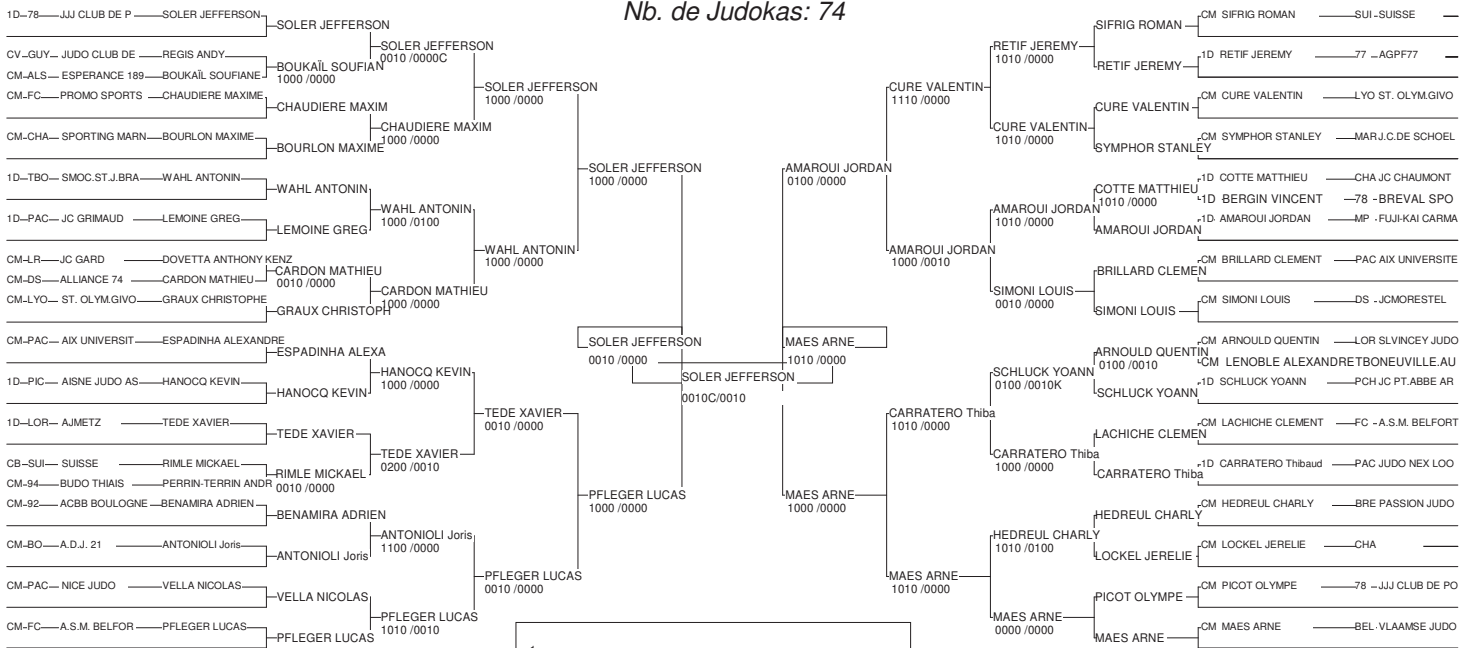 Nb. de Judokas: 74
1D–78— JJJ CLUB DE P — SOLER JEFFERSON
CV–GUY— JUDO CLUB DE — REGIS ANDY
CM–ALS— ESPERANCE 189 — BOUKAÏL SOUFIANE
CM–FC— PROMO SPORTS — CHAUDIERE MAXIME
CM–CHA— SPORTING MARN — BOURLON MAXIME
1D–TBO— SMOC.ST.J.BRA — WAHL ANTONIN
1D–PAC— JC GRIMAUD — LEMOINE GREG
CM–LR— JC GARD — DOVETTA ANTHONY KENZ
CM–DS— ALLIANCE 74 — CARDON MATHIEU
CM–LYO— ST. OLYM.GIVO — GRAUX CHRISTOPHE
CM–PAC— AIX UNIVERSIT — ESPADINHA ALEXANDRE
1D–PIC— AISNE JUDO AS — HANOCQ KEVIN
1D–LOR— AJMETZ — TEDE XAVIER
CB–SUI— SUISSE — RIMLE MICKAEL
CM–94— BUDO THIAIS — PERRIN-TERRIN ANDR
CM–92— ACBB BOULOGNE — BENAMIRA ADRIEN
CM–BO— A.D.J. 21 — ANTONIOLI Joris
CM–PAC— NICE JUDO — VELLA NICOLAS
CM–FC— A.S.M. BELFOR — PFLEGER LUCAS
SOLER JEFFERSON
BOUKAÏL SOUFIAN
1000 /0000
CHAUDIERE MAXIM
BOURLON MAXIME
WAHL ANTONIN
LEMOINE GREG
CARDON MATHIEU
0010 /0000
GRAUX CHRISTOPH
ESPADINHA ALEXA
HANOCQ KEVIN
TEDE XAVIER
RIMLE MICKAEL
0010 /0000
BENAMIRA ADRIEN
ANTONIOLI Joris
VELLA NICOLAS
PFLEGER LUCAS
SOLER JEFFERSON
0010 /0000C
CHAUDIERE MAXIM
1000 /0000
WAHL ANTONIN
1000 /0100
CARDON MATHIEU
1000 /0000
HANOCQ KEVIN
1000 /0000
TEDE XAVIER
0200 /0010
ANTONIOLI Joris
1100 /0000
PFLEGER LUCAS
1010 /0010
SOLER JEFFERSON
1000 /0000
WAHL ANTONIN
1000 /0000
TEDE XAVIER
0010 /0000
PFLEGER LUCAS
0010 /0000
SOLER JEFFERSON
1000 /0000
PFLEGER LUCAS
1000 /0000
SOLER JEFFERSON
0010 /0000
SOLER JEFFERSON
0010C/0010
MAES ARNE
1010 /0000
AMAROUI JORDAN
0100 /0000
MAES ARNE
1000 /0000
CURE VALENTIN
1110 /0000
AMAROUI JORDAN
1000 /0010
CARRATERO Thiba
1010 /0000
MAES ARNE
1010 /0000
RETIF JEREMY
1010 /0000
CURE VALENTIN
1010 /0000
AMAROUI JORDAN
1010 /0000
SIMONI LOUIS
0010 /0000
SCHLUCK YOANN
0100 /0010K
CARRATERO Thiba
1000 /0000
HEDREUL CHARLY
1010 /0100
MAES ARNE
0000 /0000
SIFRIG ROMAN
RETIF JEREMY
CURE VALENTIN
SYMPHOR STANLEY
COTTE MATTHIEU
1010 /0000
AMAROUI JORDAN
BRILLARD CLEMEN
SIMONI LOUIS
ARNOULD QUENTIN
0100 /0010
SCHLUCK YOANN
LACHICHE CLEMEN
CARRATERO Thiba
HEDREUL CHARLY
LOCKEL JERELIE
PICOT OLYMPE
MAES ARNE
CM SIFRIG ROMAN — SUI - SUISSE —
1D RETIF JEREMY — 77 - AGPF77 —
CM CURE VALENTIN — LYO ST. OLYM.GIVO
CM SYMPHOR STANLEY — MAR J.C.DE SCHOEL
1D COTTE MATTHIEU — CHA JC CHAUMONT
1D BERGIN VINCENT — 78 - BREVAL SPO
1D AMAROUI JORDAN — MP - FUJI-KAI CARMA
CM BRILLARD CLEMENT — PAC AIX UNIVERSITE
CM SIMONI LOUIS — DS - JCMORESTEL
CM ARNOULD QUENTIN — LOR SLVINCEY JUDO
CM LENOBLE ALEXANDRETBONEUVILLE.AU
1D SCHLUCK YOANN — PCH JC PT.ABBE AR
CM LACHICHE CLEMENT — FC - A.S.M. BELFORT
1D CARRATERO Thibaud — PAC JUDO NEX LOO
CM HEDREUL CHARLY — BRE PASSION JUDO
CM LOCKEL JERELIE — CHA —
CM PICOT OLYMPE — 78 - JJJ CLUB DE PO
CM MAES ARNE — BEL - VLAAMSE JUDO